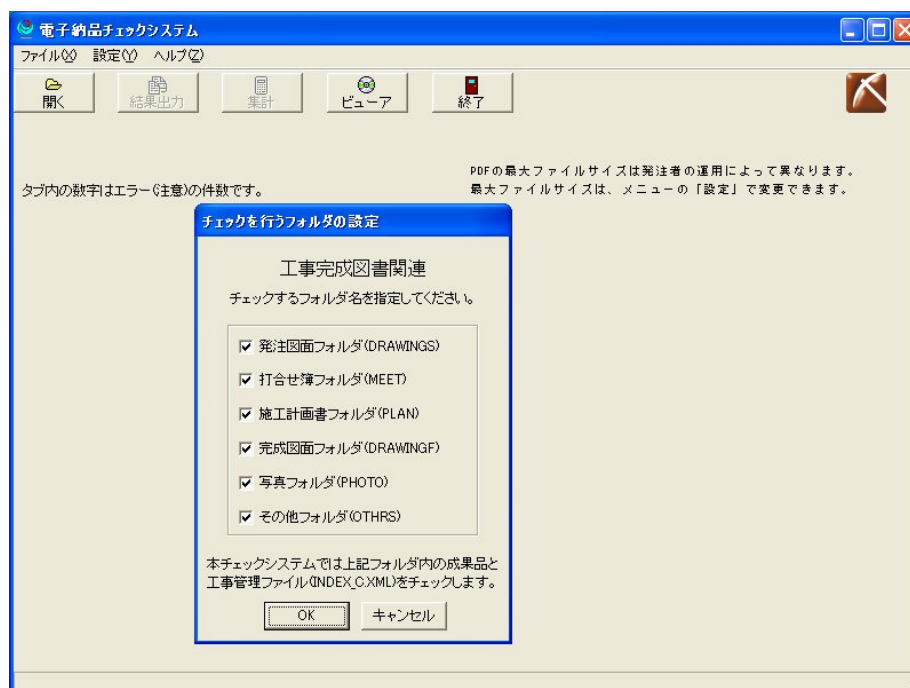 電子納品チェックシステム
ファイル(X) 設定(Y) ヘルプ(Z)
開く 結果出力 集計 ビューア 終了
PDFの最大ファイルサイズは発注者の運用によって異なります。
タブ内の数字はエラー(注意)の件数です。
最大ファイルサイズは、メニューの「設定」で変更できます。
チェックを行うフォルダの設定
工事完成図書関連
チェックするフォルダ名を指定してください。
発注図面フォルダ(DRAWINGS)
打合せ簿フォルダ(MEET)
施工計画書フォルダ(PLAN)
完成図面フォルダ(DRAWINGF)
写真フォルダ(PHOTO)
その他フォルダ(OTHRS)
本チェックシステムでは上記フォルダ内の成果品と
工事管理ファイル(INDEX_C.XML)をチェックします。
OK キャンセル